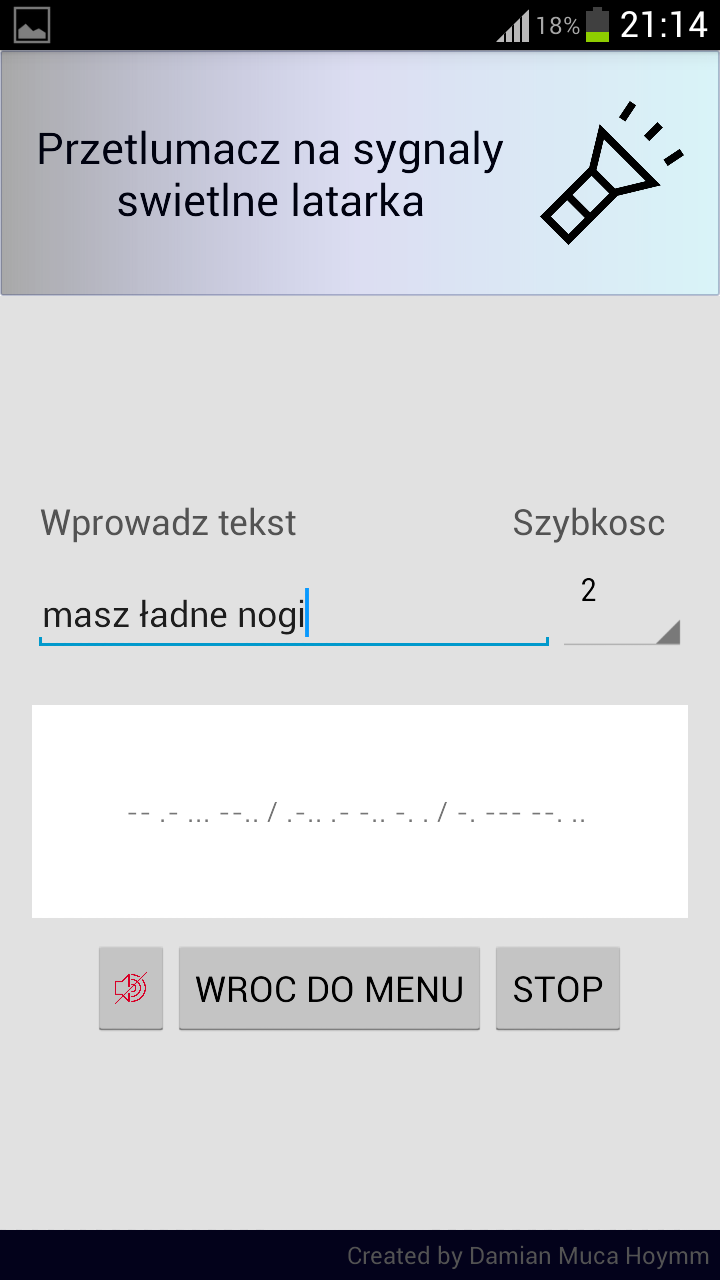 18% 21:14
Przetlumacz na sygnaly
swietlne latarka
Wprowadz tekst Szybkosc
masz ładne nogi 2
-- .- ... --.. / .-.. .- -.. -. . / -. --- --. ..
WROC DO MENU STOP
Created by Damian Muca Hoymm